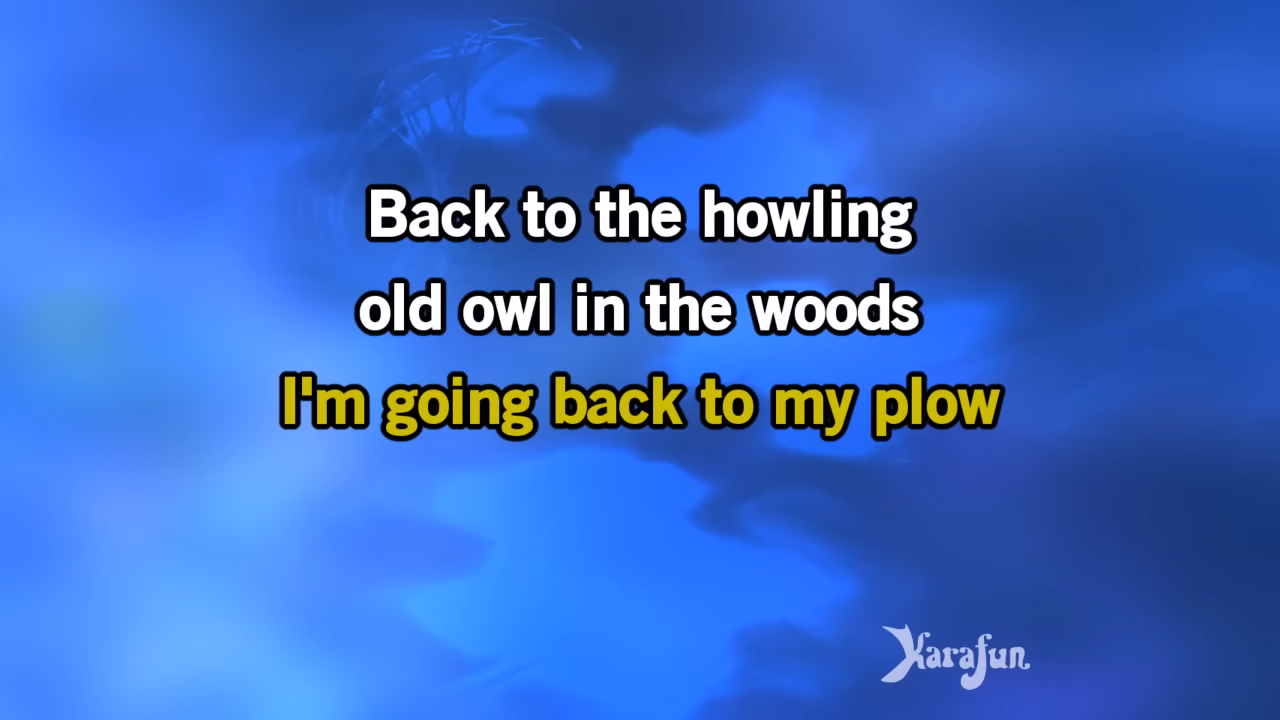 Back to the howling
old owl in the woods
I'm going back to my plow
Karafun